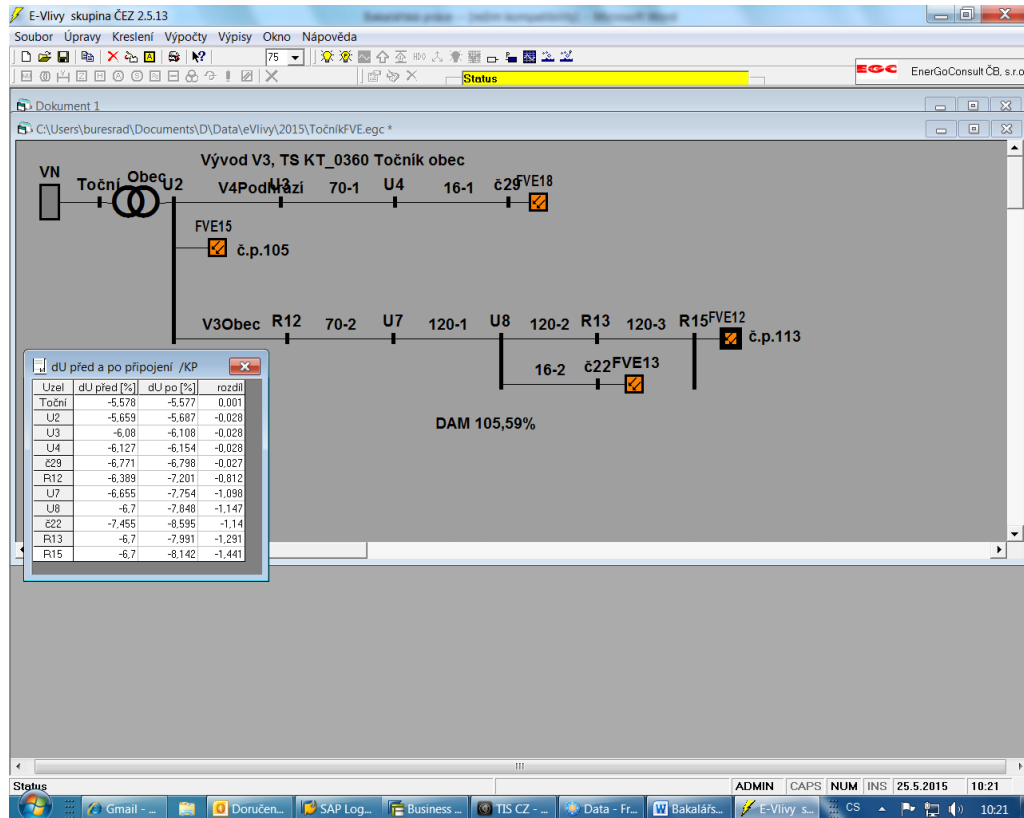 E-Vlivy skupina ČEZ 2.5.13
Soubor Úpravy Kreslení Výpočty Výpisy Okno Nápověda
75
Status
EGC EnerGoConsult ČB, s.r.o
Dokument 1
C:\Users\buresrad\Documents\D\Data\eVlivy\2015\TočníkFVE.egc *
Vývod V3, TS KT_0360 Točník obec
VN Toční Obec U2 V4Podhrází U3 70-1 U4 16-1 č29 FVE18
FVE15
č.p.105
V3Obec R12 70-2 U7 120-1 U8 120-2 R13 120-3 R15 FVE12
č.p.113
16-2 č22 FVE13
DAM 105,59%
dU před a po připojení /KP
Uzel dU před [%] dU po [%] rozdíl
Toční -5,578 -5,577 0,001
U2 -5,659 -5,687 -0,028
U3 -6,08 -6,108 -0,028
U4 -6,127 -6,154 -0,028
č29 -6,771 -6,798 -0,027
R12 -6,389 -7,201 -0,812
U7 -6,655 -7,754 -1,098
U8 -6,7 -7,848 -1,147
č22 -7,455 -8,595 -1,14
R13 -6,7 -7,991 -1,291
R15 -6,7 -8,142 -1,441
Status ADMIN CAPS NUM INS 25.5.2015 10:21
Gmail - ... Doručen... SAP Log... Business ... TIS CZ - ... Data - Fr... Bakalářs... E-Vlivy s... CS 10:21